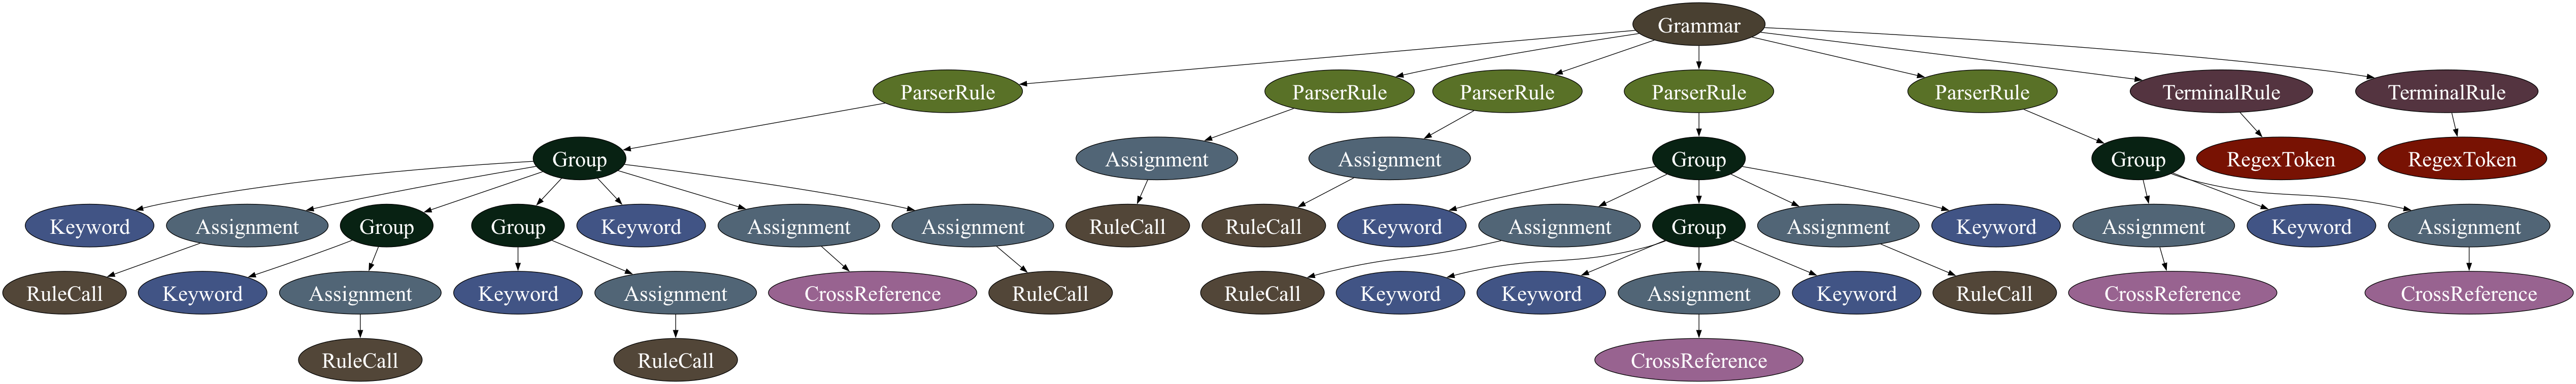 Grammar
ParserRule ParserRule ParserRule ParserRule ParserRule TerminalRule TerminalRule
Group Assignment Assignment Group Group RegexToken RegexToken
Keyword Assignment Group Group Keyword Assignment Assignment RuleCall RuleCall Keyword Assignment Group Assignment Keyword Assignment Keyword Assignment
RuleCall Keyword Assignment Keyword Assignment CrossReference RuleCall RuleCall Keyword Keyword Assignment Keyword RuleCall CrossReference CrossReference
RuleCall RuleCall CrossReference